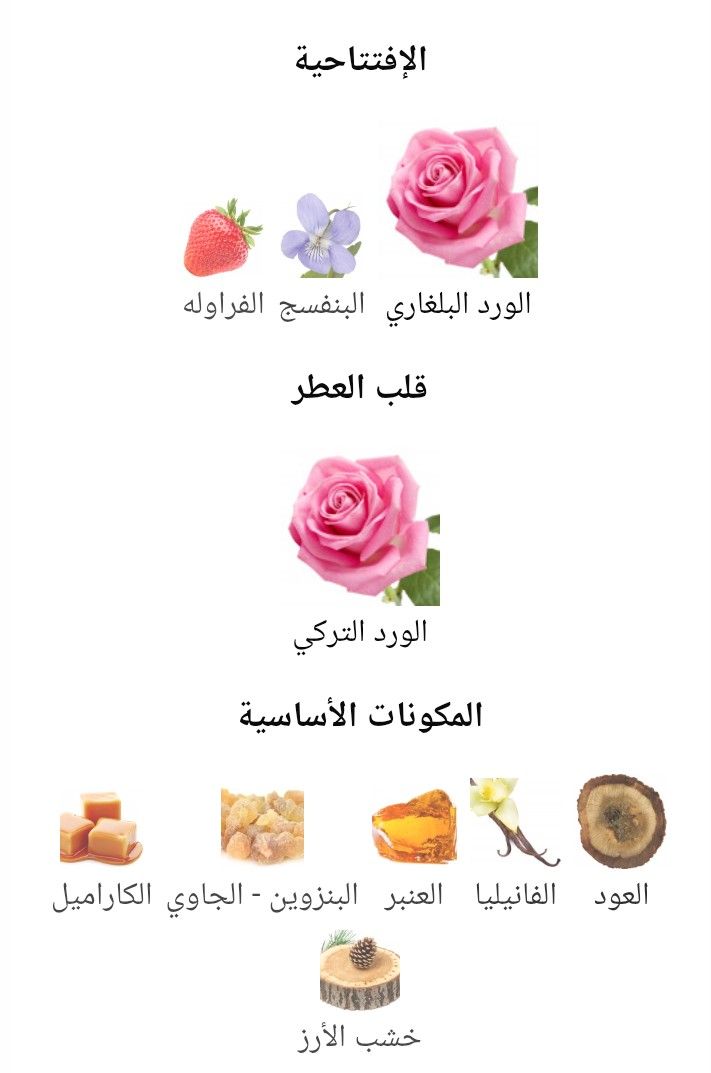 الإفتتاحية
الورد البلغاري البنفسج الفراوله
قلب العطر
الورد التركي
المكونات الأساسية
العود الفانيليا العنبر البنزوين - الجاوي الكاراميل
خشب الأرز